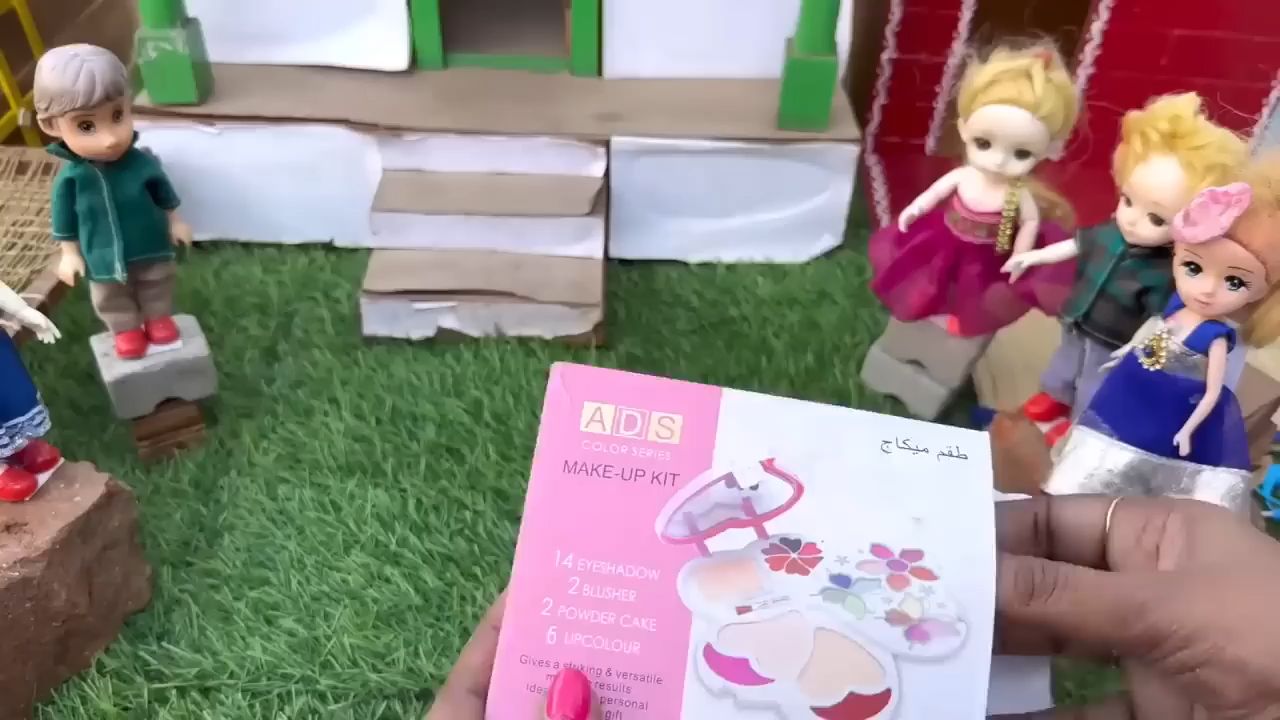 ADS
COLOR SERIES
MAKE-UP KIT
طقم ميكاج
14 EYESHADOW
2 BLUSHER
2 POWDER CAKE
6 LIPCOLOUR
Gives a striking & versatile
results
personal
gift